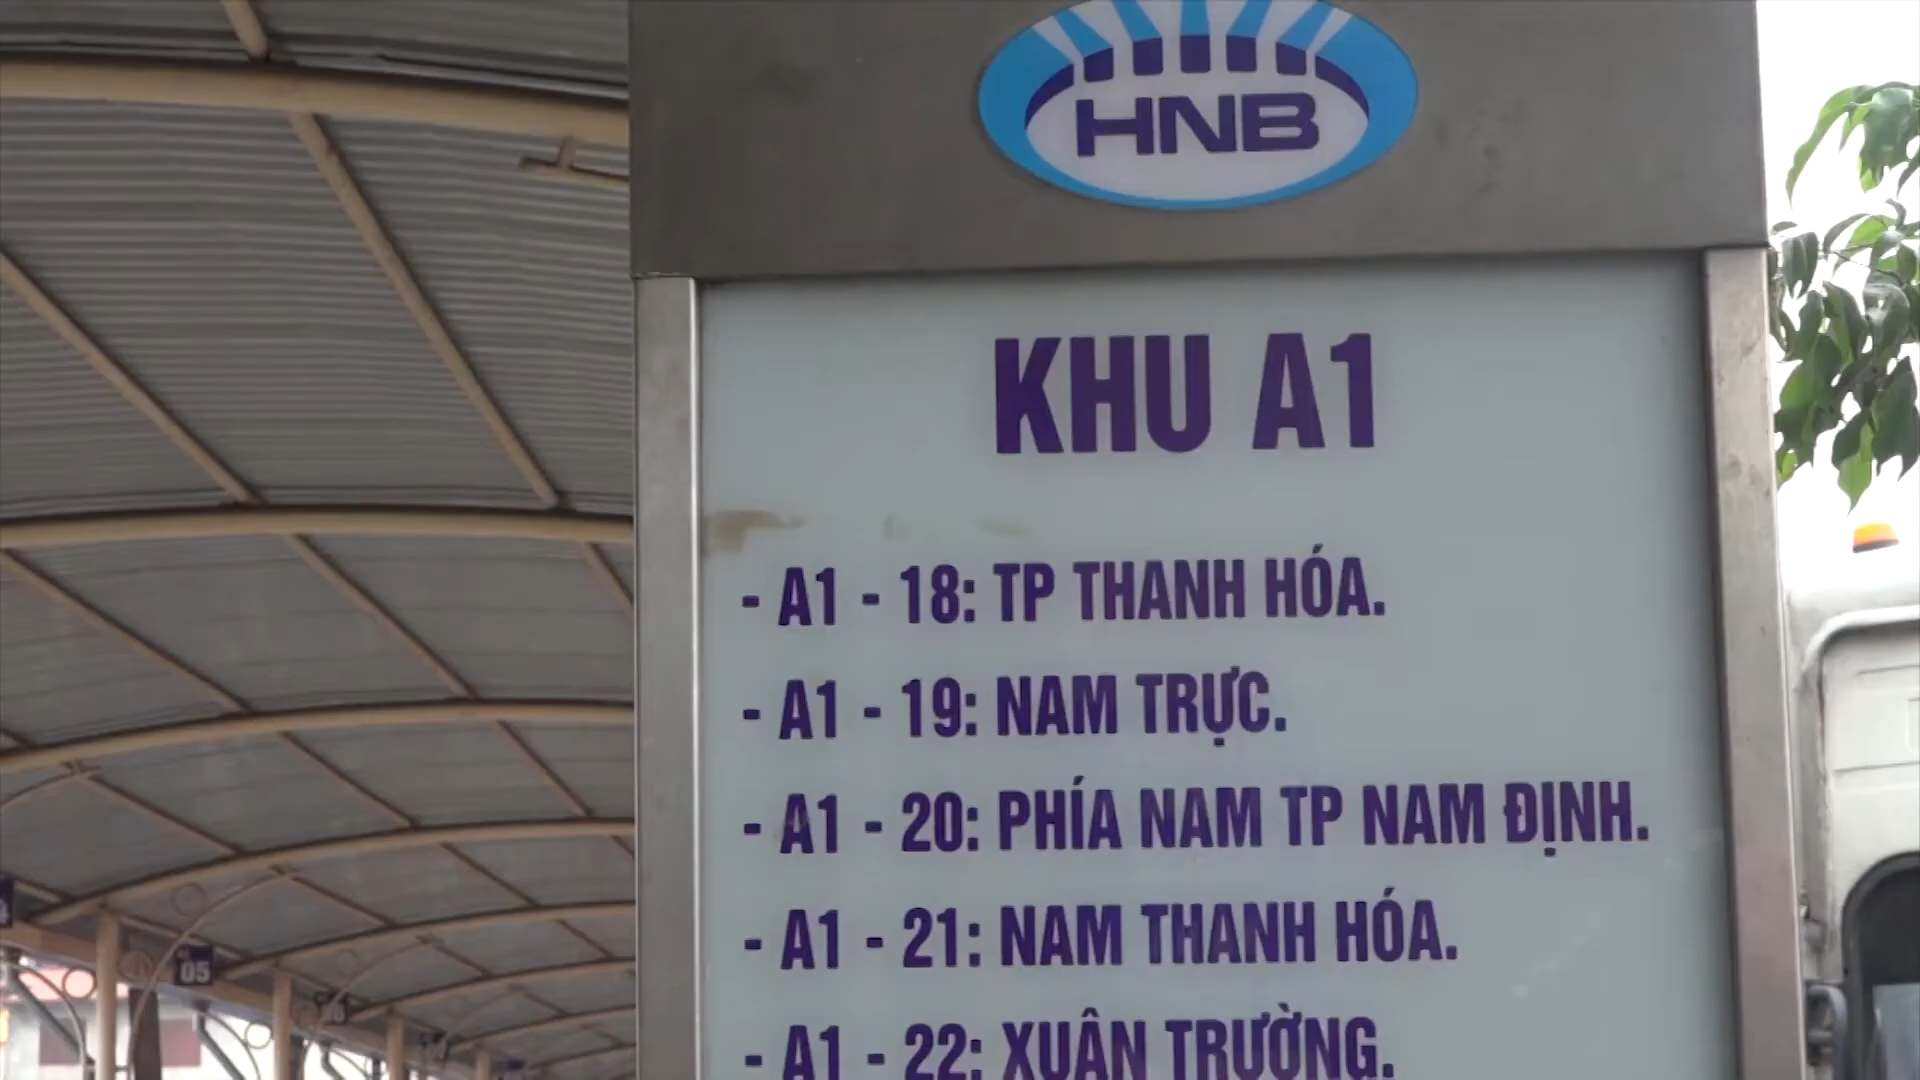 HNB
KHU A1
- A1 - 18: TP THANH HÓA.
- A1 - 19: NAM TRỰC.
- A1 - 20: PHÍA NAM TP NAM ĐỊNH.
- A1 - 21: NAM THANH HÓA.
- A1 - 22: XUÂN TRƯỜNG.
05